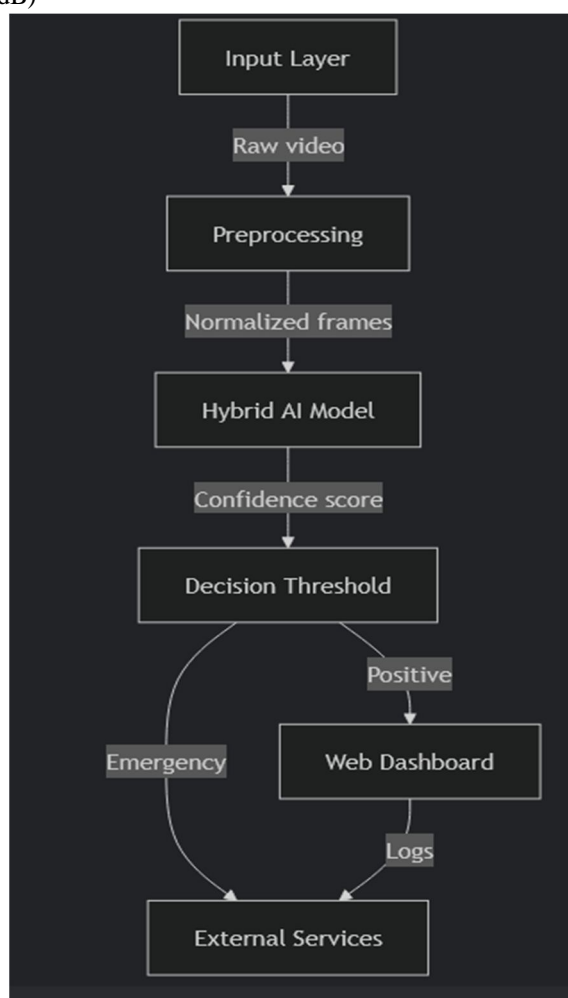 dB)
Input Layer
Raw video
Preprocessing
Normalized frames
Hybrid AI Model
Confidence score
Decision Threshold
Positive
Emergency
Web Dashboard
Logs
External Services